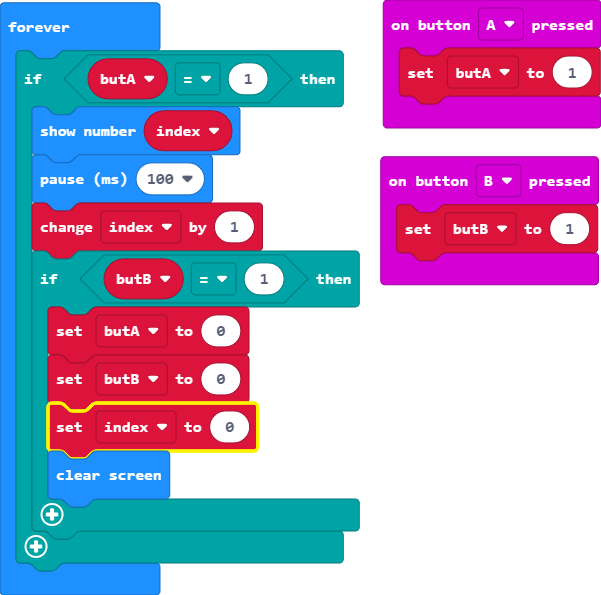 forever
if butA = 1 then
show number index
pause (ms) 100
change index by 1
if butB = 1 then
set butA to 0
set butB to 0
set index to 0
clear screen
on button A pressed
set butA to 1
on button B pressed
set butB to 1